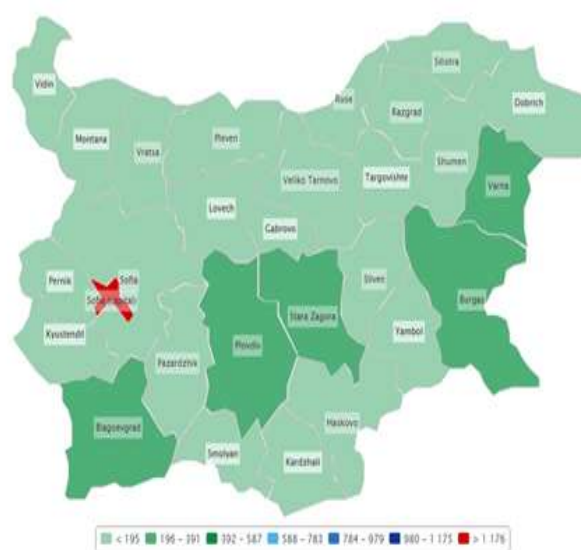 Vidin
Montana
Vratsa
Pleven
Ruse
Silistra
Razgrad
Dobrich
Shumen
Varna
Veliko Tarnovo
Targovishte
Lovech
Gabrovo
Pernik
Sofia
Sliven
Burgas
Kyustendil
Pazardzhik
Plovdiv
Stara Zagora
Yambol
Blagoevgrad
Haskovo
Smolyan
Kardzhali
< 195 196 - 391 392 - 587 588 - 783 784 - 979 980 - 1 175 > 1 176